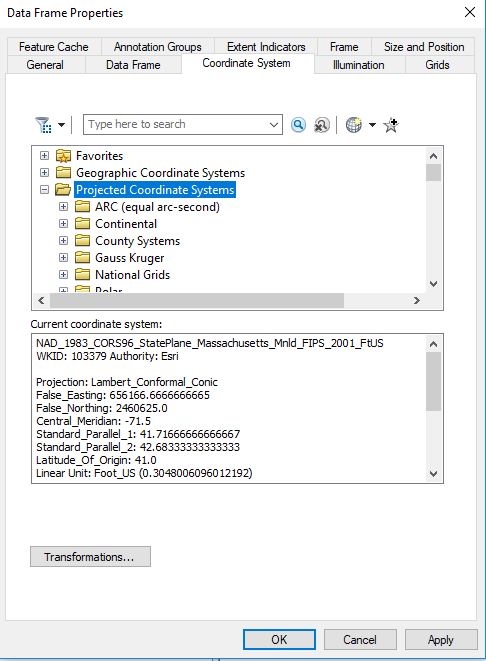 Data Frame Properties
Feature Cache Annotation Groups Extent Indicators Frame Size and Position
General Data Frame Coordinate System Illumination Grids
Type here to search
Favorites
Geographic Coordinate Systems
Projected Coordinate Systems
ARC (equal arc-second)
Continental
County Systems
Gauss Kruger
National Grids
Polar
Current coordinate system:
NAD_1983_CORS96_StatePlane_Massachusetts_Mnld_FIPS_2001_FtUS
WKID: 103379 Authority: Esri
Projection: Lambert_Conformal_Conic
False_Easting: 656166.6666666665
False_Northing: 2460625.0
Central_Meridian: -71.5
Standard_Parallel_1: 41.71666666666667
Standard_Parallel_2: 42.68333333333333
Latitude_Of_Origin: 41.0
Linear Unit: Foot_US (0.3048006096012192)
Transformations...
OK Cancel Apply